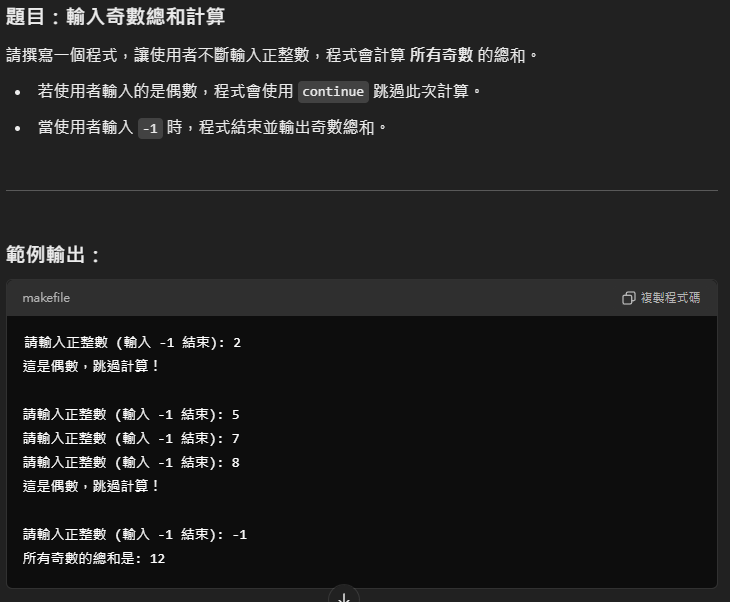 題目：輸入奇數總和計算
請撰寫一個程式，讓使用者不斷輸入正整數，程式會計算 所有奇數 的總和。
• 若使用者輸入的是偶數，程式會使用 continue 跳過此次計算。
• 當使用者輸入 -1 時，程式結束並輸出奇數總和。
範例輸出：
makefile
複製程式碼
請輸入正整數 (輸入 -1 結束): 2
這是偶數，跳過計算！
請輸入正整數 (輸入 -1 結束): 5
請輸入正整數 (輸入 -1 結束): 7
請輸入正整數 (輸入 -1 結束): 8
這是偶數，跳過計算！
請輸入正整數 (輸入 -1 結束): -1
所有奇數的總和是: 12